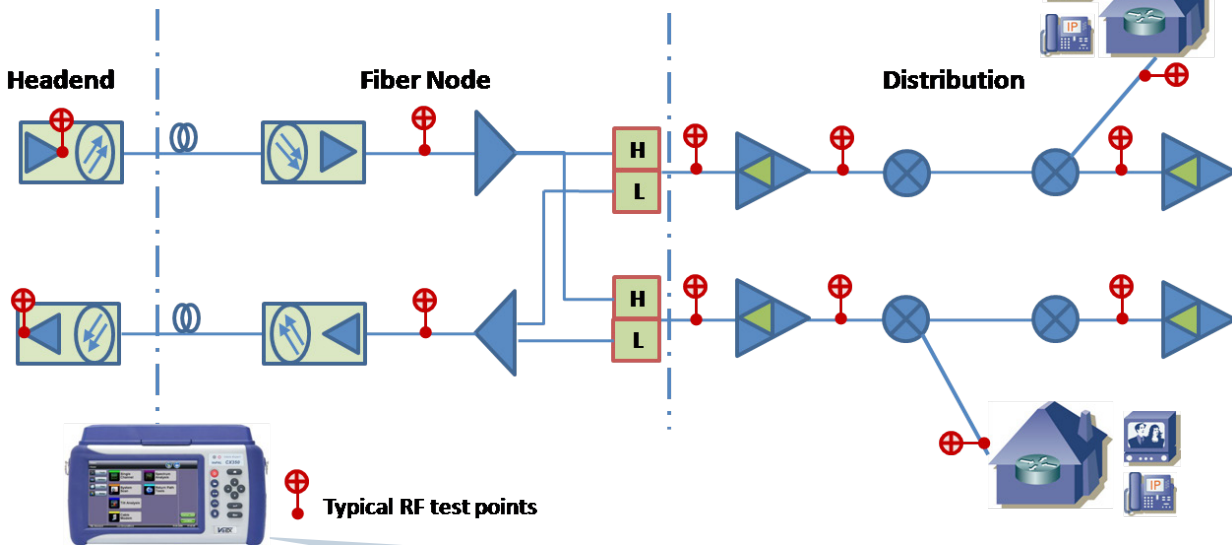 IP
Headend
Fiber Node
Distribution
H
L
H
L
IP
Typical RF test points